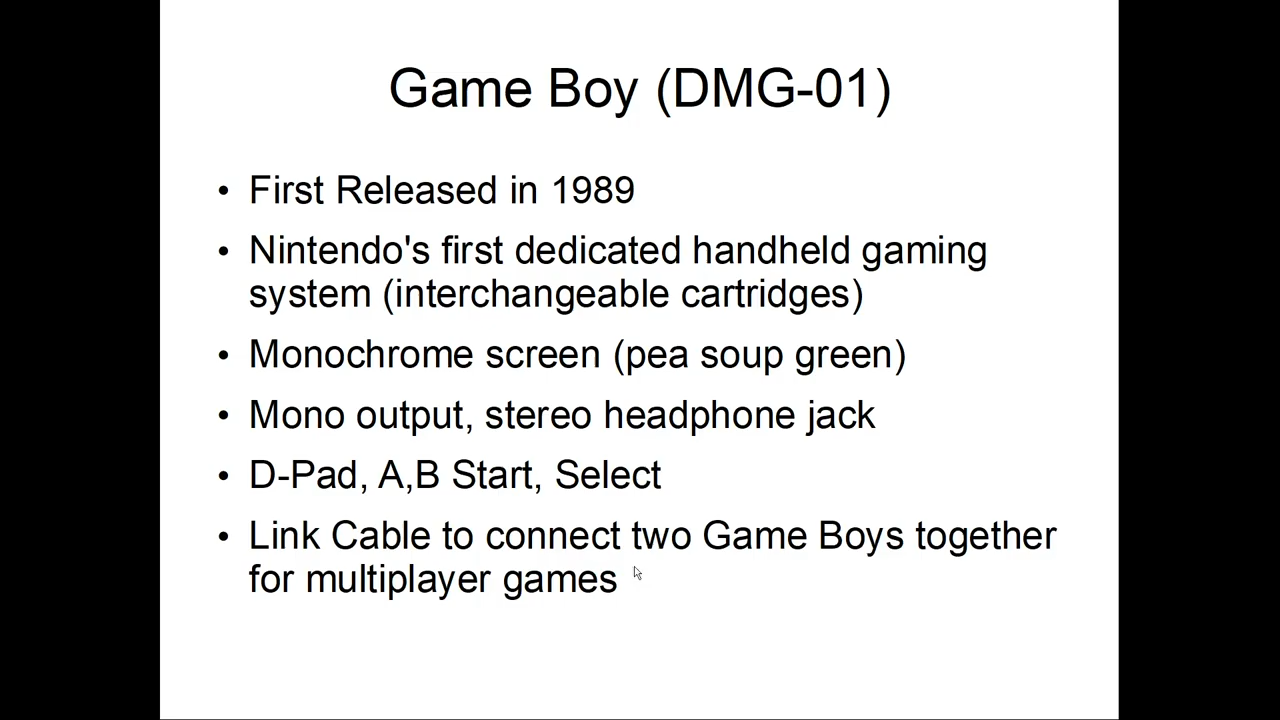 Game Boy (DMG-01)
• First Released in 1989
• Nintendo's first dedicated handheld gaming
system (interchangeable cartridges)
• Monochrome screen (pea soup green)
• Mono output, stereo headphone jack
• D-Pad, A,B Start, Select
• Link Cable to connect two Game Boys together
for multiplayer games